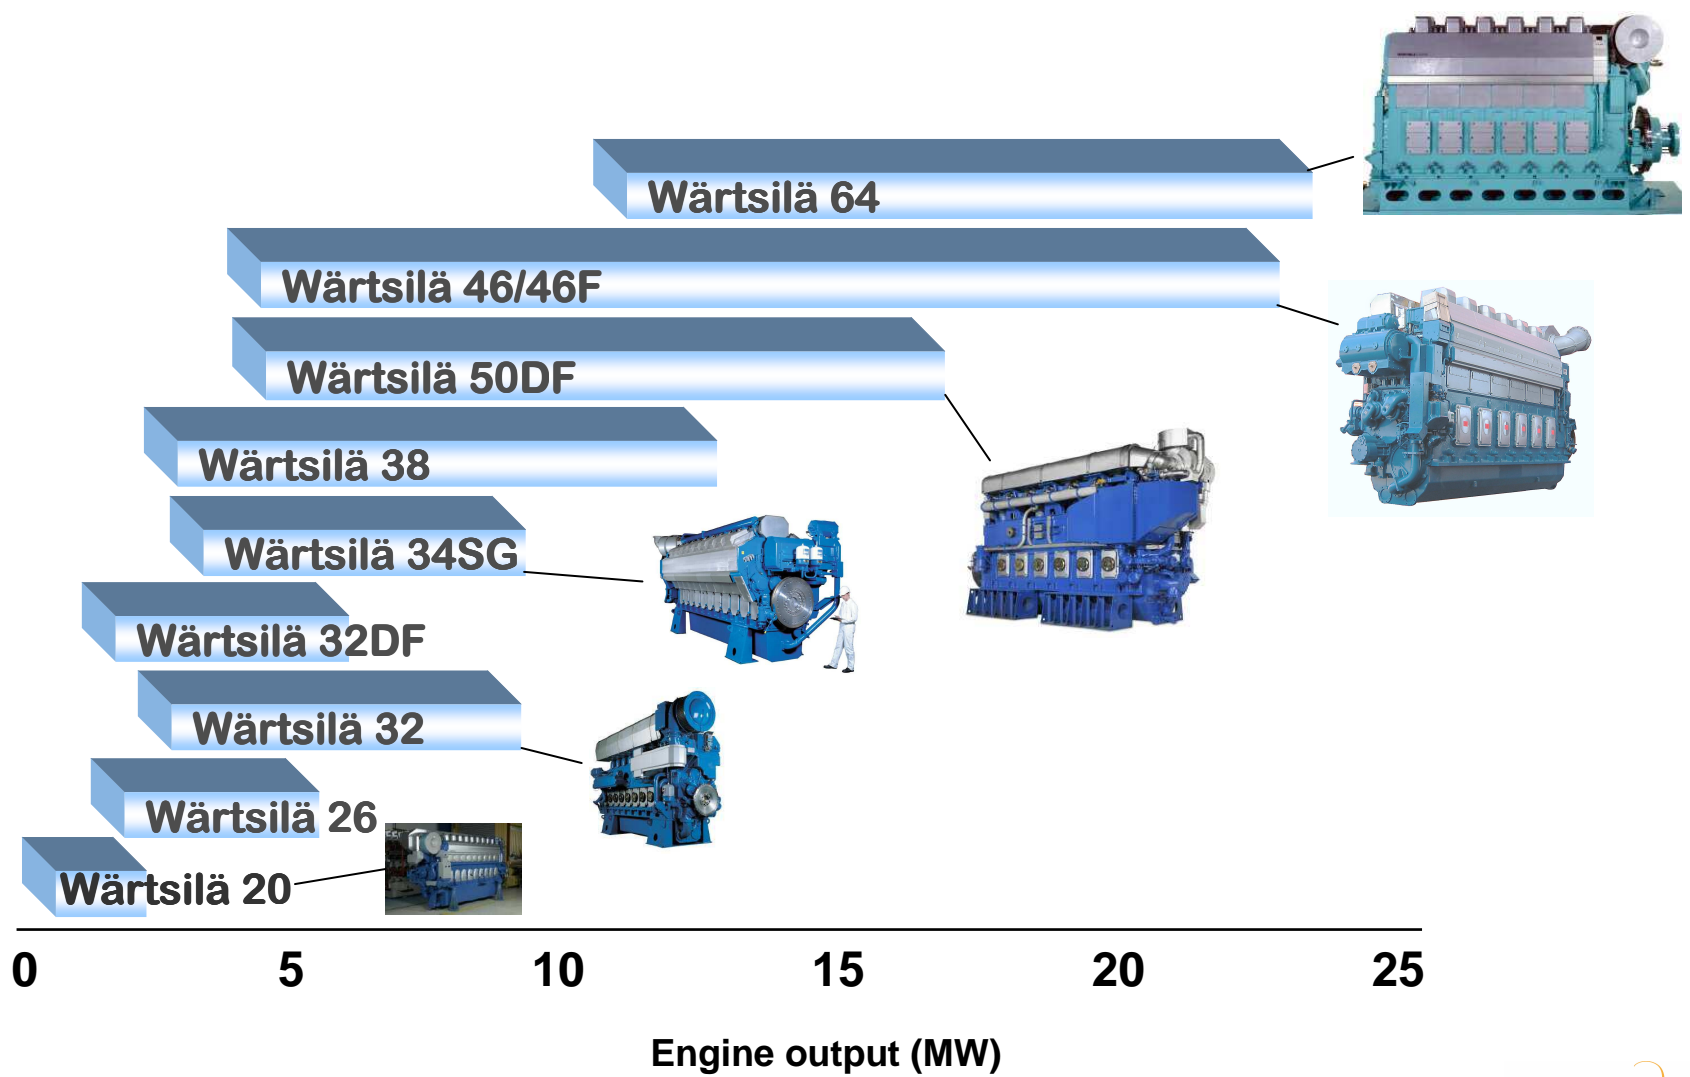 Wärtsilä 64
Wärtsilä 46/46F
Wärtsilä 50DF
Wärtsilä 38
Wärtsilä 34SG
Wärtsilä 32DF
Wärtsilä 32
Wärtsilä 26
Wärtsilä 20
0 5 10 15 20 25
Engine output (MW)